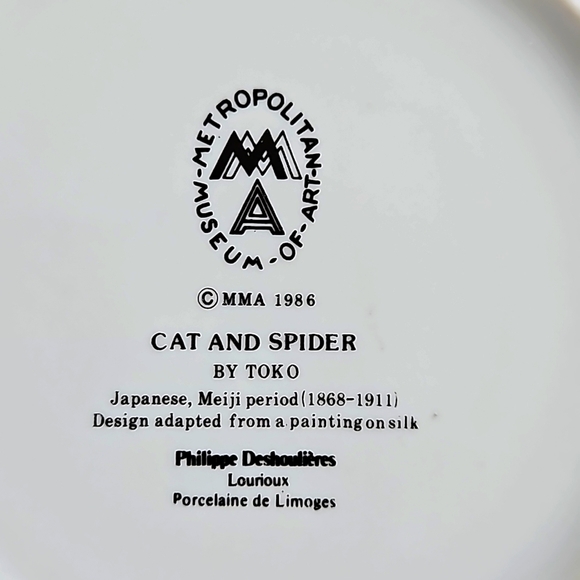 METROPOLITAN-MUSEUM-OF-ART-
MMA
© MMA 1986
CAT AND SPIDER
BY TOKO
Japanese, Meiji period (1868-1911)
Design adapted from a painting on silk
Philippe Deshoulières
Lourioux
Porcelaine de Limoges